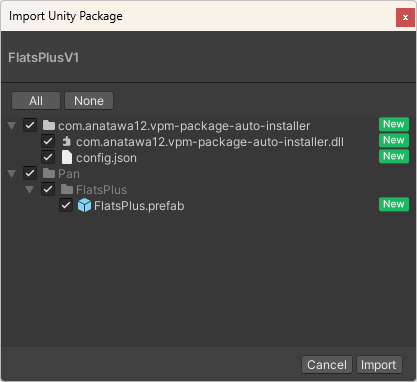 Import Unity Package
x
FlatsPlusV1
All
None
com.anatawa12.vpm-package-auto-installer New
com.anatawa12.vpm-package-auto-installer.dll New
config.json New
Pan
FlatsPlus
FlatsPlus.prefab New
Cancel
Import